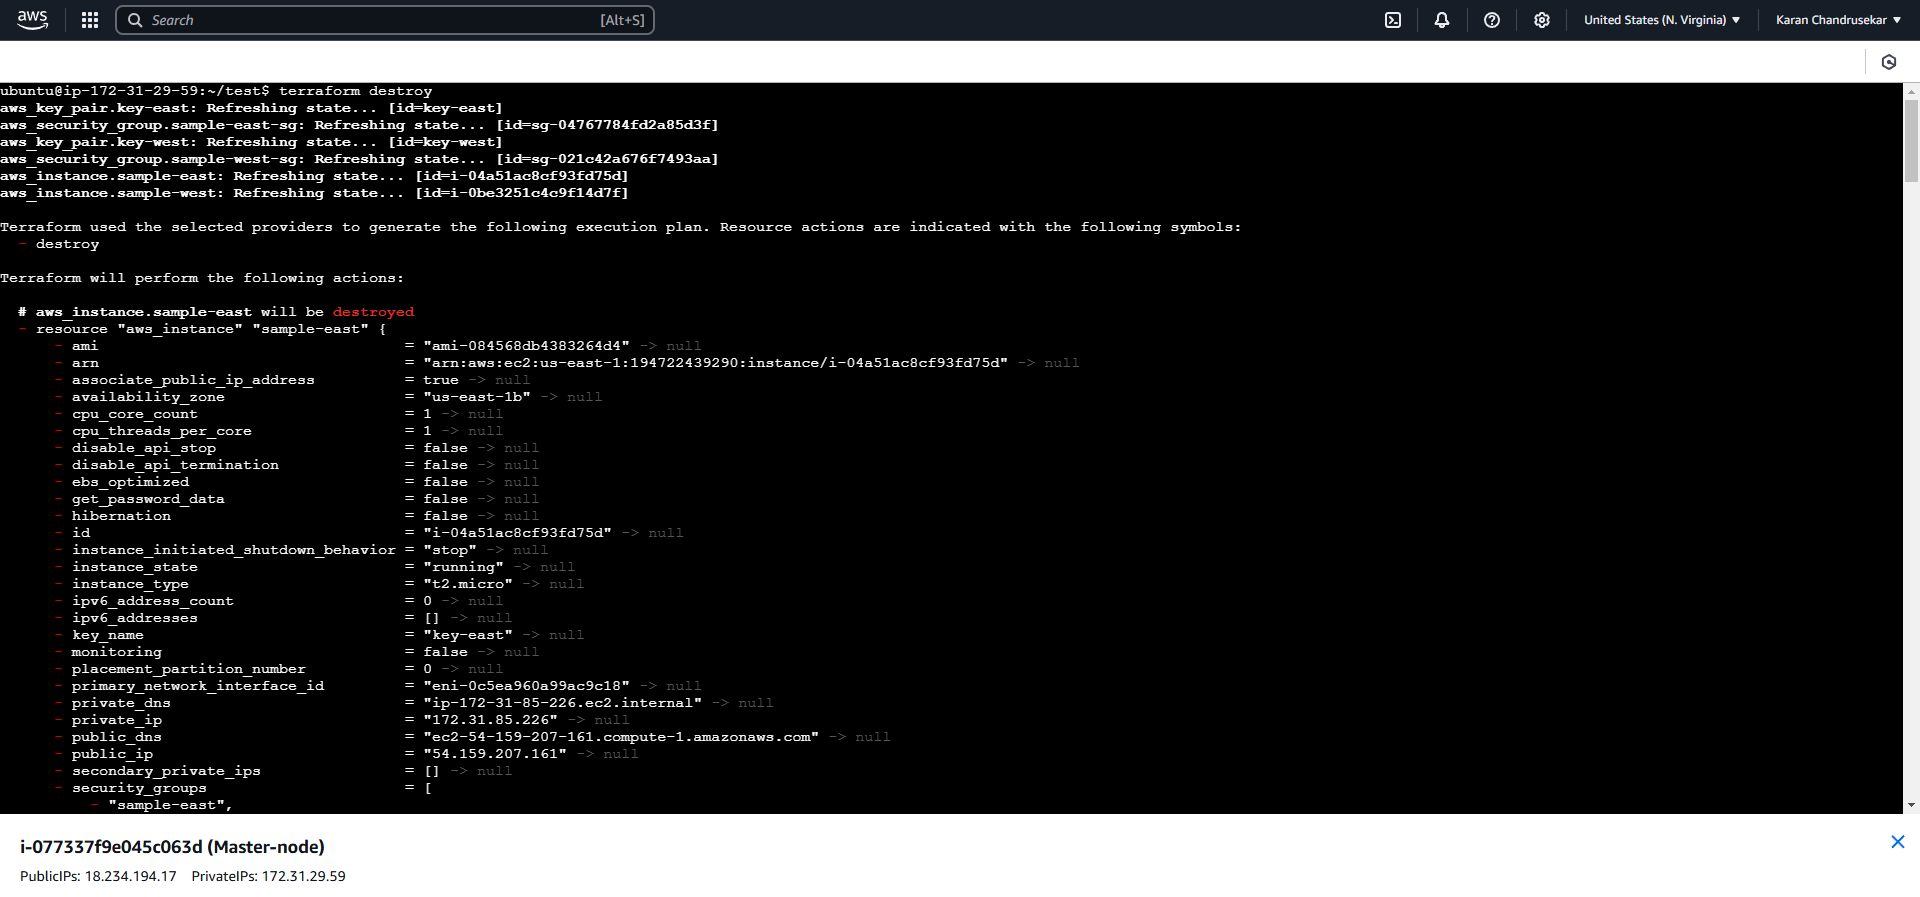 aws
Search [Alt+S]
United States (N. Virginia) Karan Chandrusekar
ubuntu@ip-172-31-29-59:~/test$ terraform destroy
aws_key_pair.key-east: Refreshing state... [id=key-east]
aws_security_group.sample-east-sg: Refreshing state... [id=sg-04767784fd2a85d3f]
aws_key_pair.key-west: Refreshing state... [id=key-west]
aws_security_group.sample-west-sg: Refreshing state... [id=sg-021c42a676f7493aa]
aws_instance.sample-east: Refreshing state... [id=i-04a51ac8cf93fd75d]
aws_instance.sample-west: Refreshing state... [id=i-0be3251c4c9f14d7f]
Terraform used the selected providers to generate the following execution plan. Resource actions are indicated with the following symbols:
- destroy
Terraform will perform the following actions:
# aws_instance.sample-east will be destroyed
- resource "aws_instance" "sample-east" {
- ami = "ami-084568db4383264d4" -> null
- arn = "arn:aws:ec2:us-east-1:194722439290:instance/i-04a51ac8cf93fd75d" -> null
- associate_public_ip_address = true -> null
- availability_zone = "us-east-1b" -> null
- cpu_core_count = 1 -> null
- cpu_threads_per_core = 1 -> null
- disable_api_stop = false -> null
- disable_api_termination = false -> null
- ebs_optimized = false -> null
- get_password_data = false -> null
- hibernation = false -> null
- id = "i-04a51ac8cf93fd75d" -> null
- instance_initiated_shutdown_behavior = "stop" -> null
- instance_state = "running" -> null
- instance_type = "t2.micro" -> null
- ipv6_address_count = 0 -> null
- ipv6_addresses = [] -> null
- key_name = "key-east" -> null
- monitoring = false -> null
- placement_partition_number = 0 -> null
- primary_network_interface_id = "eni-0c5ea960a99ac9c18" -> null
- private_dns = "ip-172-31-85-226.ec2.internal" -> null
- private_ip = "172.31.85.226" -> null
- public_dns = "ec2-54-159-207-161.compute-1.amazonaws.com" -> null
- public_ip = "54.159.207.161" -> null
- secondary_private_ips = [] -> null
- security_groups = [
- "sample-east",
i-077337f9e045c063d (Master-node)
PublicIPs: 18.234.194.17 PrivateIPs: 172.31.29.59